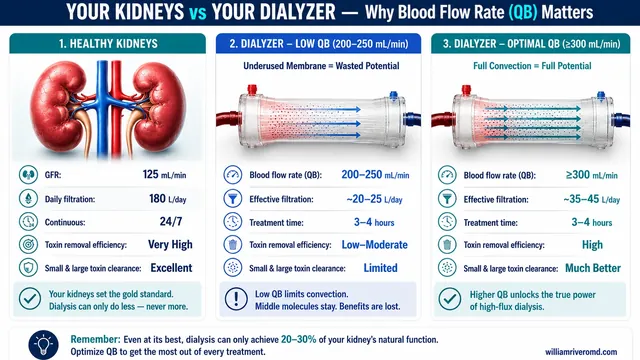 YOUR KIDNEYS vs YOUR DIALYZER — Why Blood Flow Rate (QB) Matters
1. HEALTHY KIDNEYS
GFR: 125 mL/min
Daily filtration: 180 L/day
24
Continuous: 24/7
Toxin removal efficiency: Very High
Small & large toxin clearance: Excellent
Your kidneys set the gold standard.
Dialysis can only do less — never more.
2. DIALYZER – LOW QB (200–250 mL/min)
Underused Membrane = Wasted Potential
Blood flow rate (QB): 200–250 mL/min
Effective filtration: ~20–25 L/day
Treatment time: 3–4 hours
Toxin removal efficiency: Low–Moderate
Small & large toxin clearance: Limited
Low QB limits convection.
Middle molecules stay. Benefits are lost.
3. DIALYZER – OPTIMAL QB (≥300 mL/min)
Full Convection = Full Potential
Blood flow rate (QB): ≥300 mL/min
Effective filtration: ~35–45 L/day
Treatment time: 3–4 hours
Toxin removal efficiency: High
Small & large toxin clearance: Much Better
Higher QB unlocks the true power
of high-flux dialysis.
Remember: Even at its best, dialysis can only achieve 20–30% of your kidney's natural function.
Optimize QB to get the most out of every treatment.
williamriveromd.com